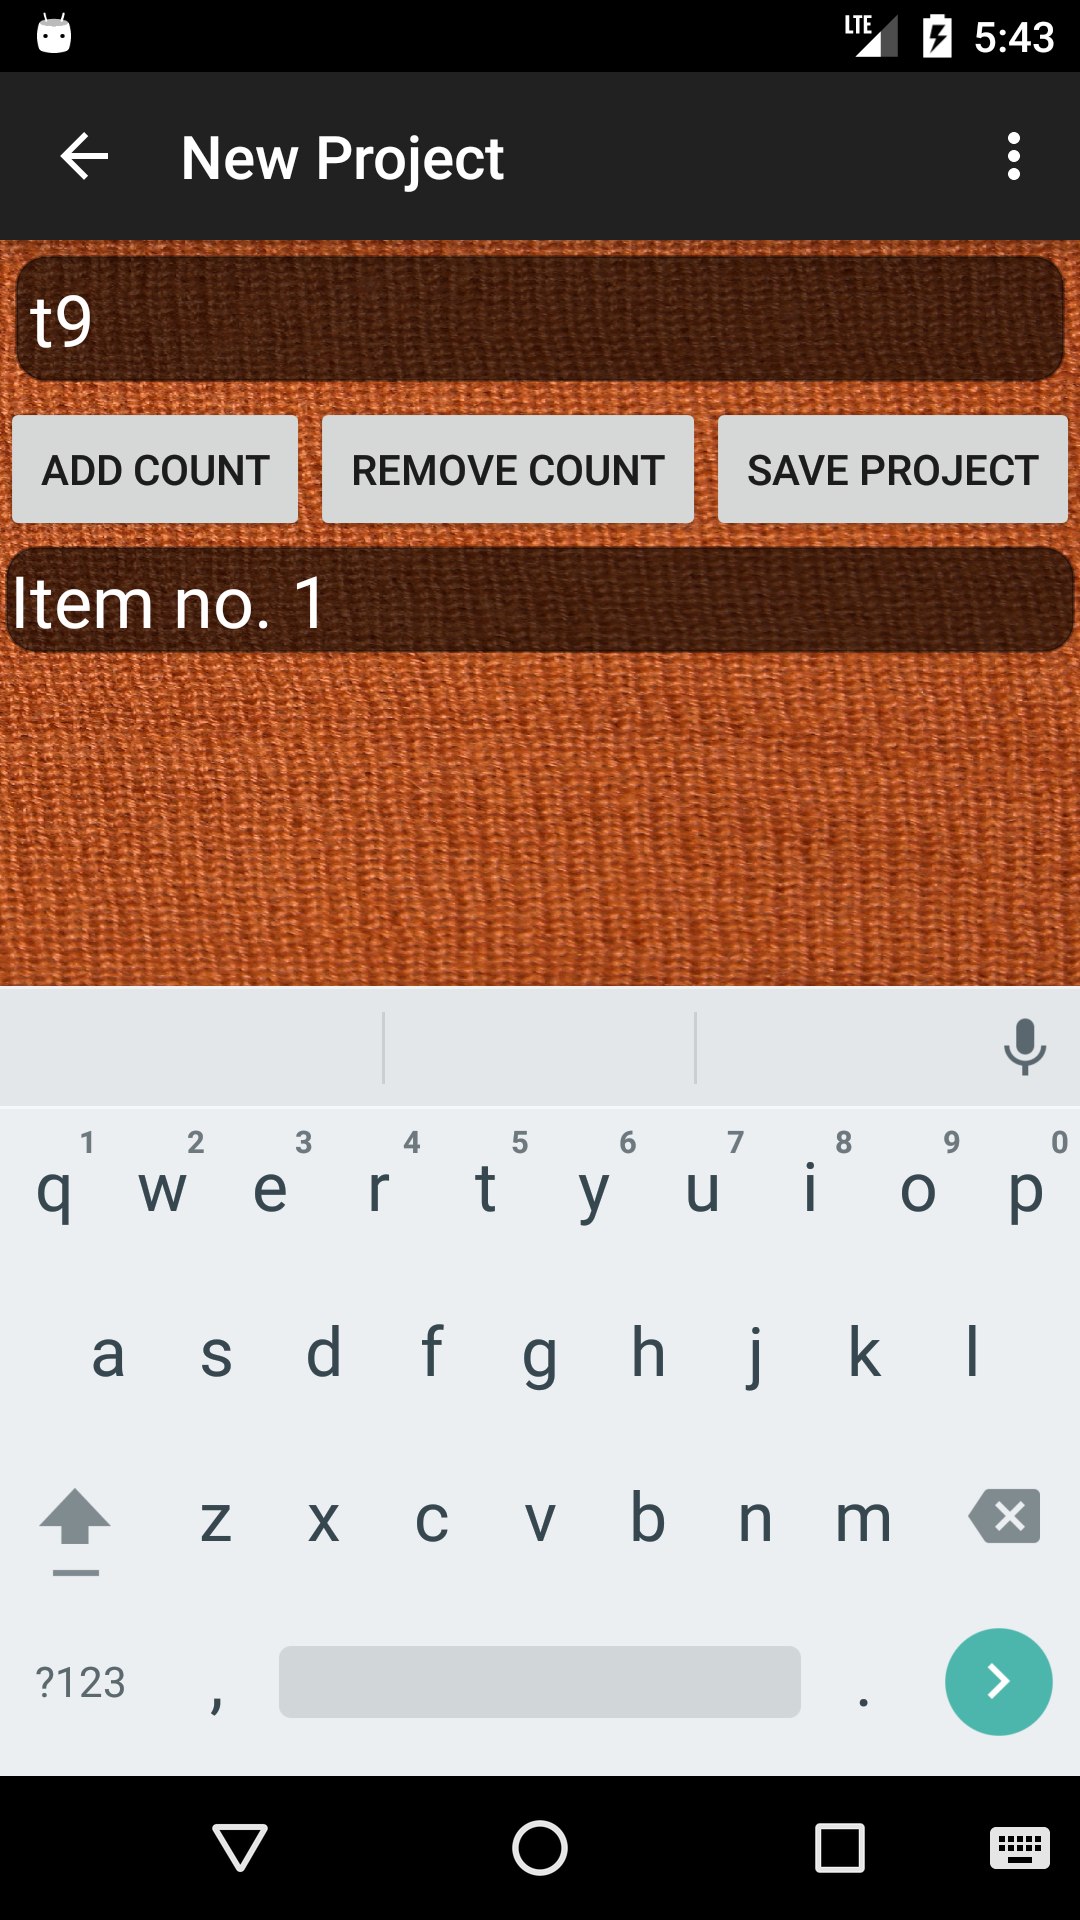 LTE 5:43
New Project
t9
ADD COUNT REMOVE COUNT SAVE PROJECT
Item no. 1
1 2 3 4 5 6 7 8 9 0
q w e r t y u i o p
a s d f g h j k l
z x c v b n m
?123 , .